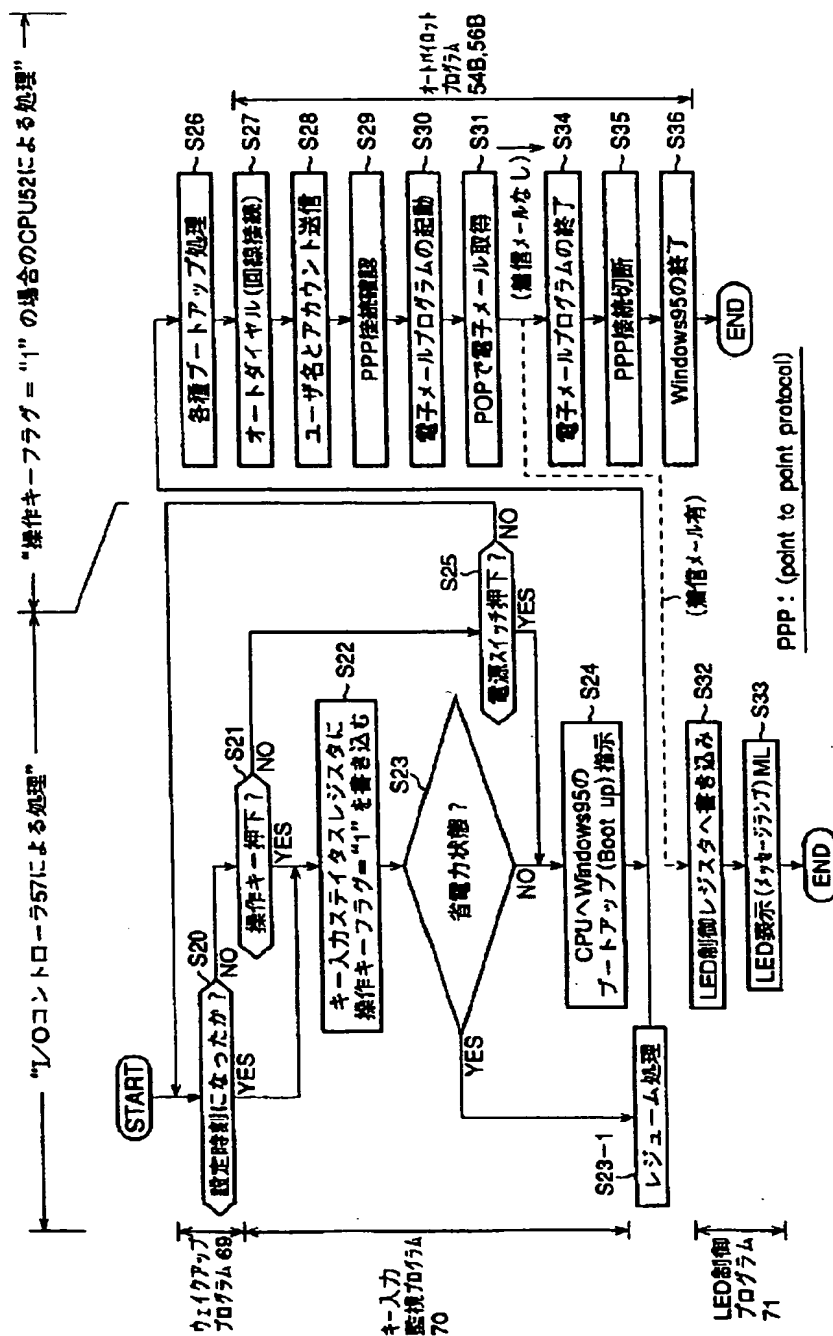 “I/Oコントローラ57による処理”
“操作キーフラグ = “1” の場合のCPU52による処理”
ウェイクアップ
プログラム 69
キー入力
監視プログラム
70
LED制御
プログラム
71
START
設定時刻になったか?
S20
NO
YES
操作キー押下?
S21
NO
YES
キー入力ステイタスレジスタに
操作キーフラグ=“1”を書き込む
S22
省電力状態?
S23
YES
NO
S23-1
レジューム処理
CPUへWindows95の
ブートアップ(Boot up)指示
S24
電源スイッチ押下?
S25
NO
YES
LED制御レジスタへ書き込み
S32
LED表示(メッセージランプ)ML
S33
END
(着信メール有)
各種ブートアップ処理
S26
オートダイヤル(回線接続)
S27
ユーザ名とアカウント送信
S28
PPP接続確認
S29
電子メールプログラムの起動
S30
POPで電子メール取得
S31
(着信メールなし)
電子メールプログラムの終了
S34
PPP接続切断
S35
Windows95の終了
S36
END
オートパイロット
プログラム
54B,56B
PPP:(point to point protocol)